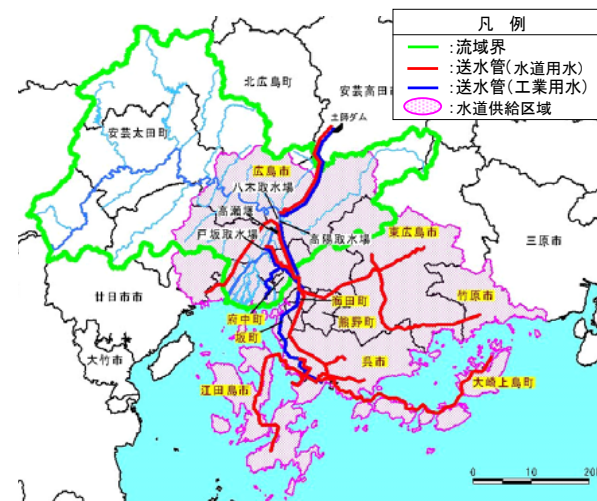 凡 例
:流域界
:送水管(水道用水)
:送水管(工業用水)
:水道供給区域
北広島町
安芸高田市
土師ダム
安芸太田町
広島市
八木取水場
高瀬堰
戸坂取水場
高陽取水場
東広島市
三原市
廿日市市
海田町
竹原市
府中町
熊野町
坂町
大竹市
呉市
江田島市
大崎上島町
0 10 20